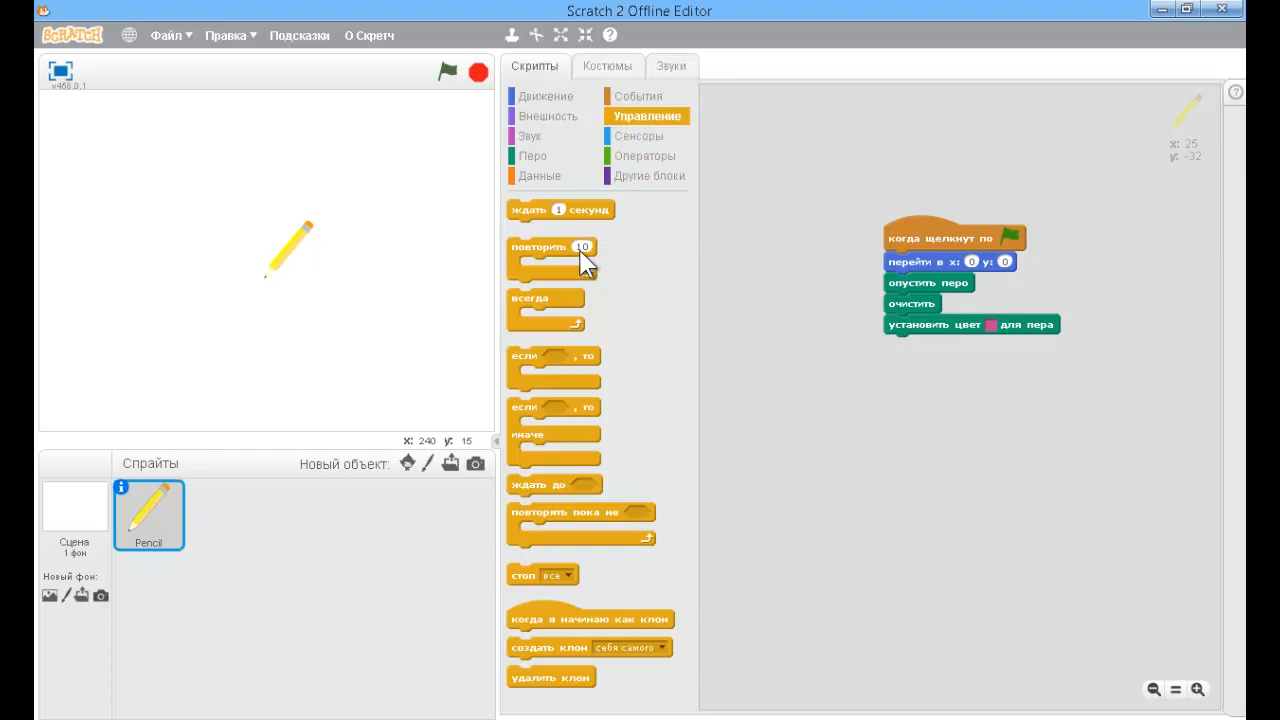 Scratch 2 Offline Editor
SCRATCH Файл Правка Подсказки О Скретч
v468.0.1
Скрипты Костюмы Звуки
Движение События
Внешность Управление
Звук Сенсоры
Перо Операторы
Данные Другие блоки
ждать 1 секунд
повторить 10
всегда
если , то
если , то
иначе
ждать до
повторять пока не
стоп все
когда я начинаю как клон
создать клон себя самого
удалить клон
x: 25
y: -32
когда щелкнут по
перейти в x: 0 y: 0
опустить перо
очистить
установить цвет для пера
x: 240 y: 15
Спрайты Новый объект:
Сцена
1 фон
Новый фон:
Pencil